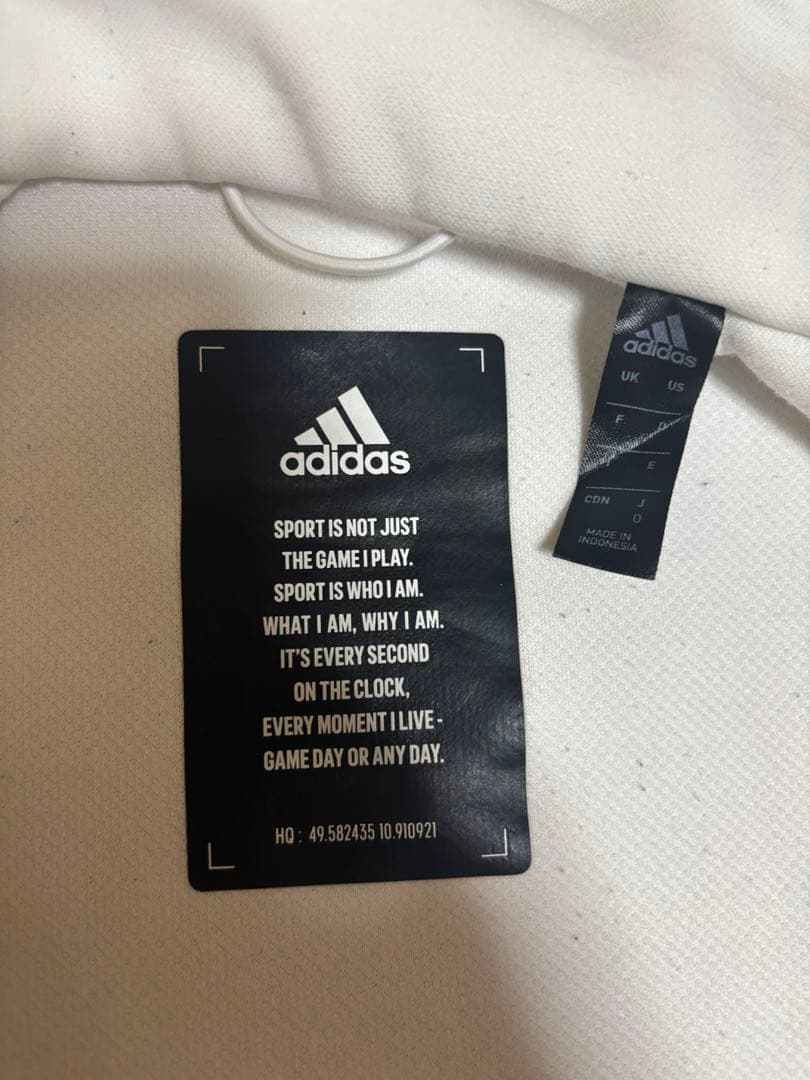 adidas
SPORT IS NOT JUST
THE GAME I PLAY.
SPORT IS WHO I AM.
WHAT I AM, WHY I AM.
IT'S EVERY SECOND
ON THE CLOCK,
EVERY MOMENT I LIVE-
GAME DAY OR ANY DAY.
HQ : 49.582435 10.910921
adidas
UK US
F D
E
CDN J
O
MADE IN
INDONESIA